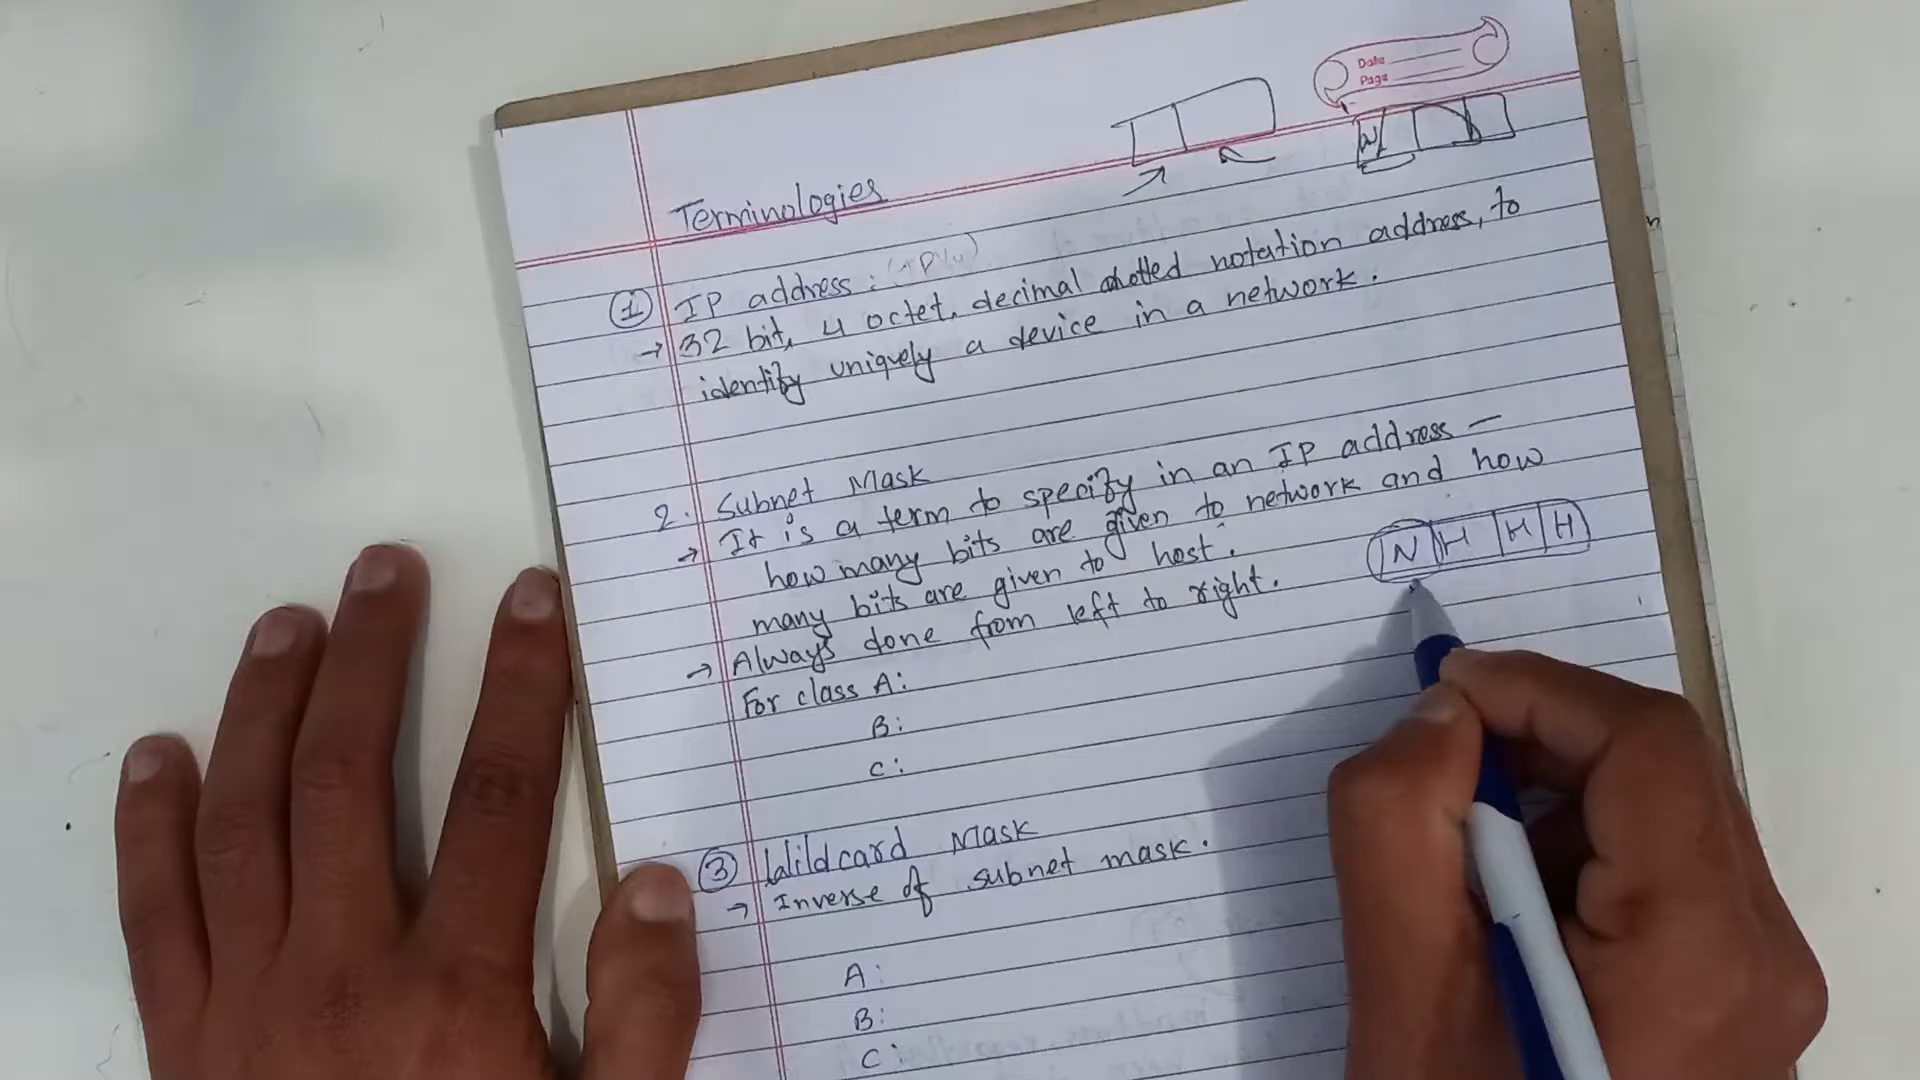 Date
Page
N
Terminologies
1 IP address: (IPV4)
→ 32 bit, 4 octet, decimal dotted notation address, to
identify uniquely a device in a network.
2. Subnet Mask
→ It is a term to specify in an IP address –
how many bits are given to network and how
many bits are given to host.
→ Always done from left to right.
N H H H
For class A:
B:
C:
3 Wildcard Mask
→ Inverse of subnet mask.
A:
B:
C: